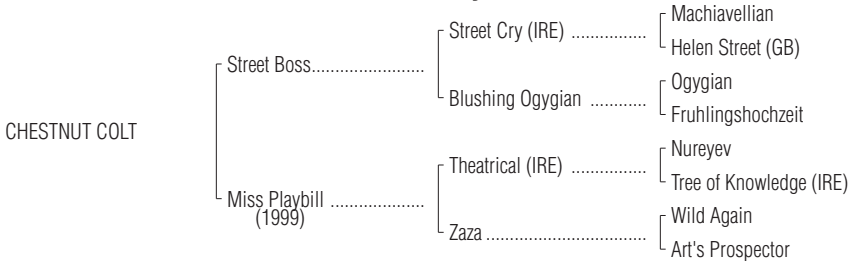 Machiavellian
Street Cry (IRE) ................
Helen Street (GB)
Street Boss........................
Ogygian
Blushing Ogygian ............
Fruhlingshochzeit
CHESTNUT COLT
Nureyev
Theatrical (IRE) ................
Tree of Knowledge (IRE)
Miss Playbill ....................
(1999)
Wild Again
Zaza ..................................
Art's Prospector